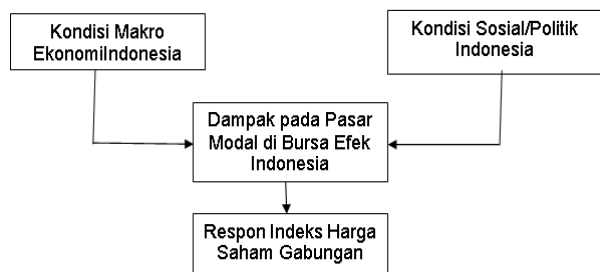 Kondisi Makro
EkonomiIndonesia
Kondisi Sosial/Politik
Indonesia
Dampak pada Pasar
Modal di Bursa Efek
Indonesia
Respon Indeks Harga
Saham Gabungan